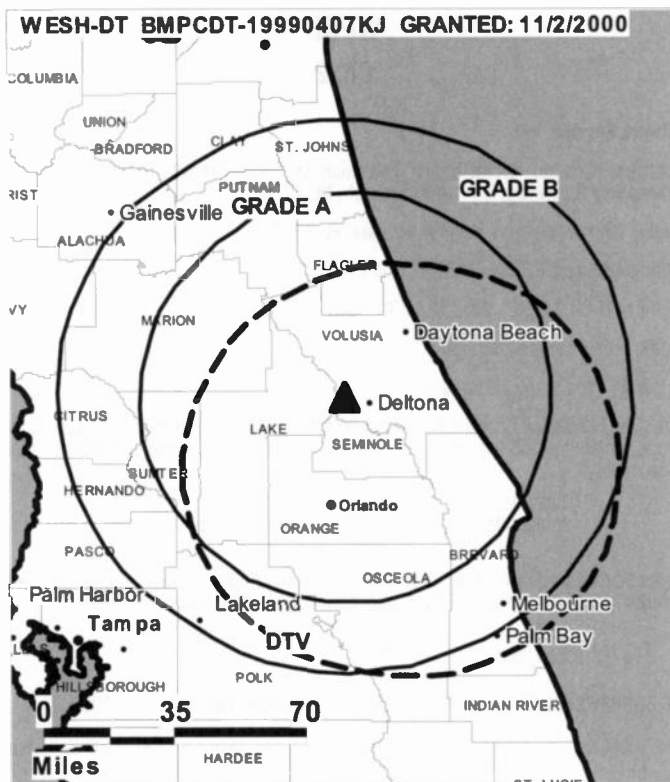 WESH-DT BMPCDT-19990407KJ GRANTED: 11/2/2000
COLUMBIA
UNION
BRADFORD
CLAY
ST. JOHNS
RIST
PUTNAM
GRADE B
GRADE A
Gainesville
ALACHUA
FLAGLER
VY
MARION
VOLUSIA
Daytona Beach
Deltona
CITRUS
LAKE
SEMINOLE
SUMTER
HERNANDO
Orlando
ORANGE
PASCO
BREVARD
OSCEOLA
Palm Harbor
Lakeland
Melbourne
Tampa
DTV
Palm Bay
HILLSBOROUGH
POLK
INDIAN RIVER
0 35 70
Miles
HARDEE